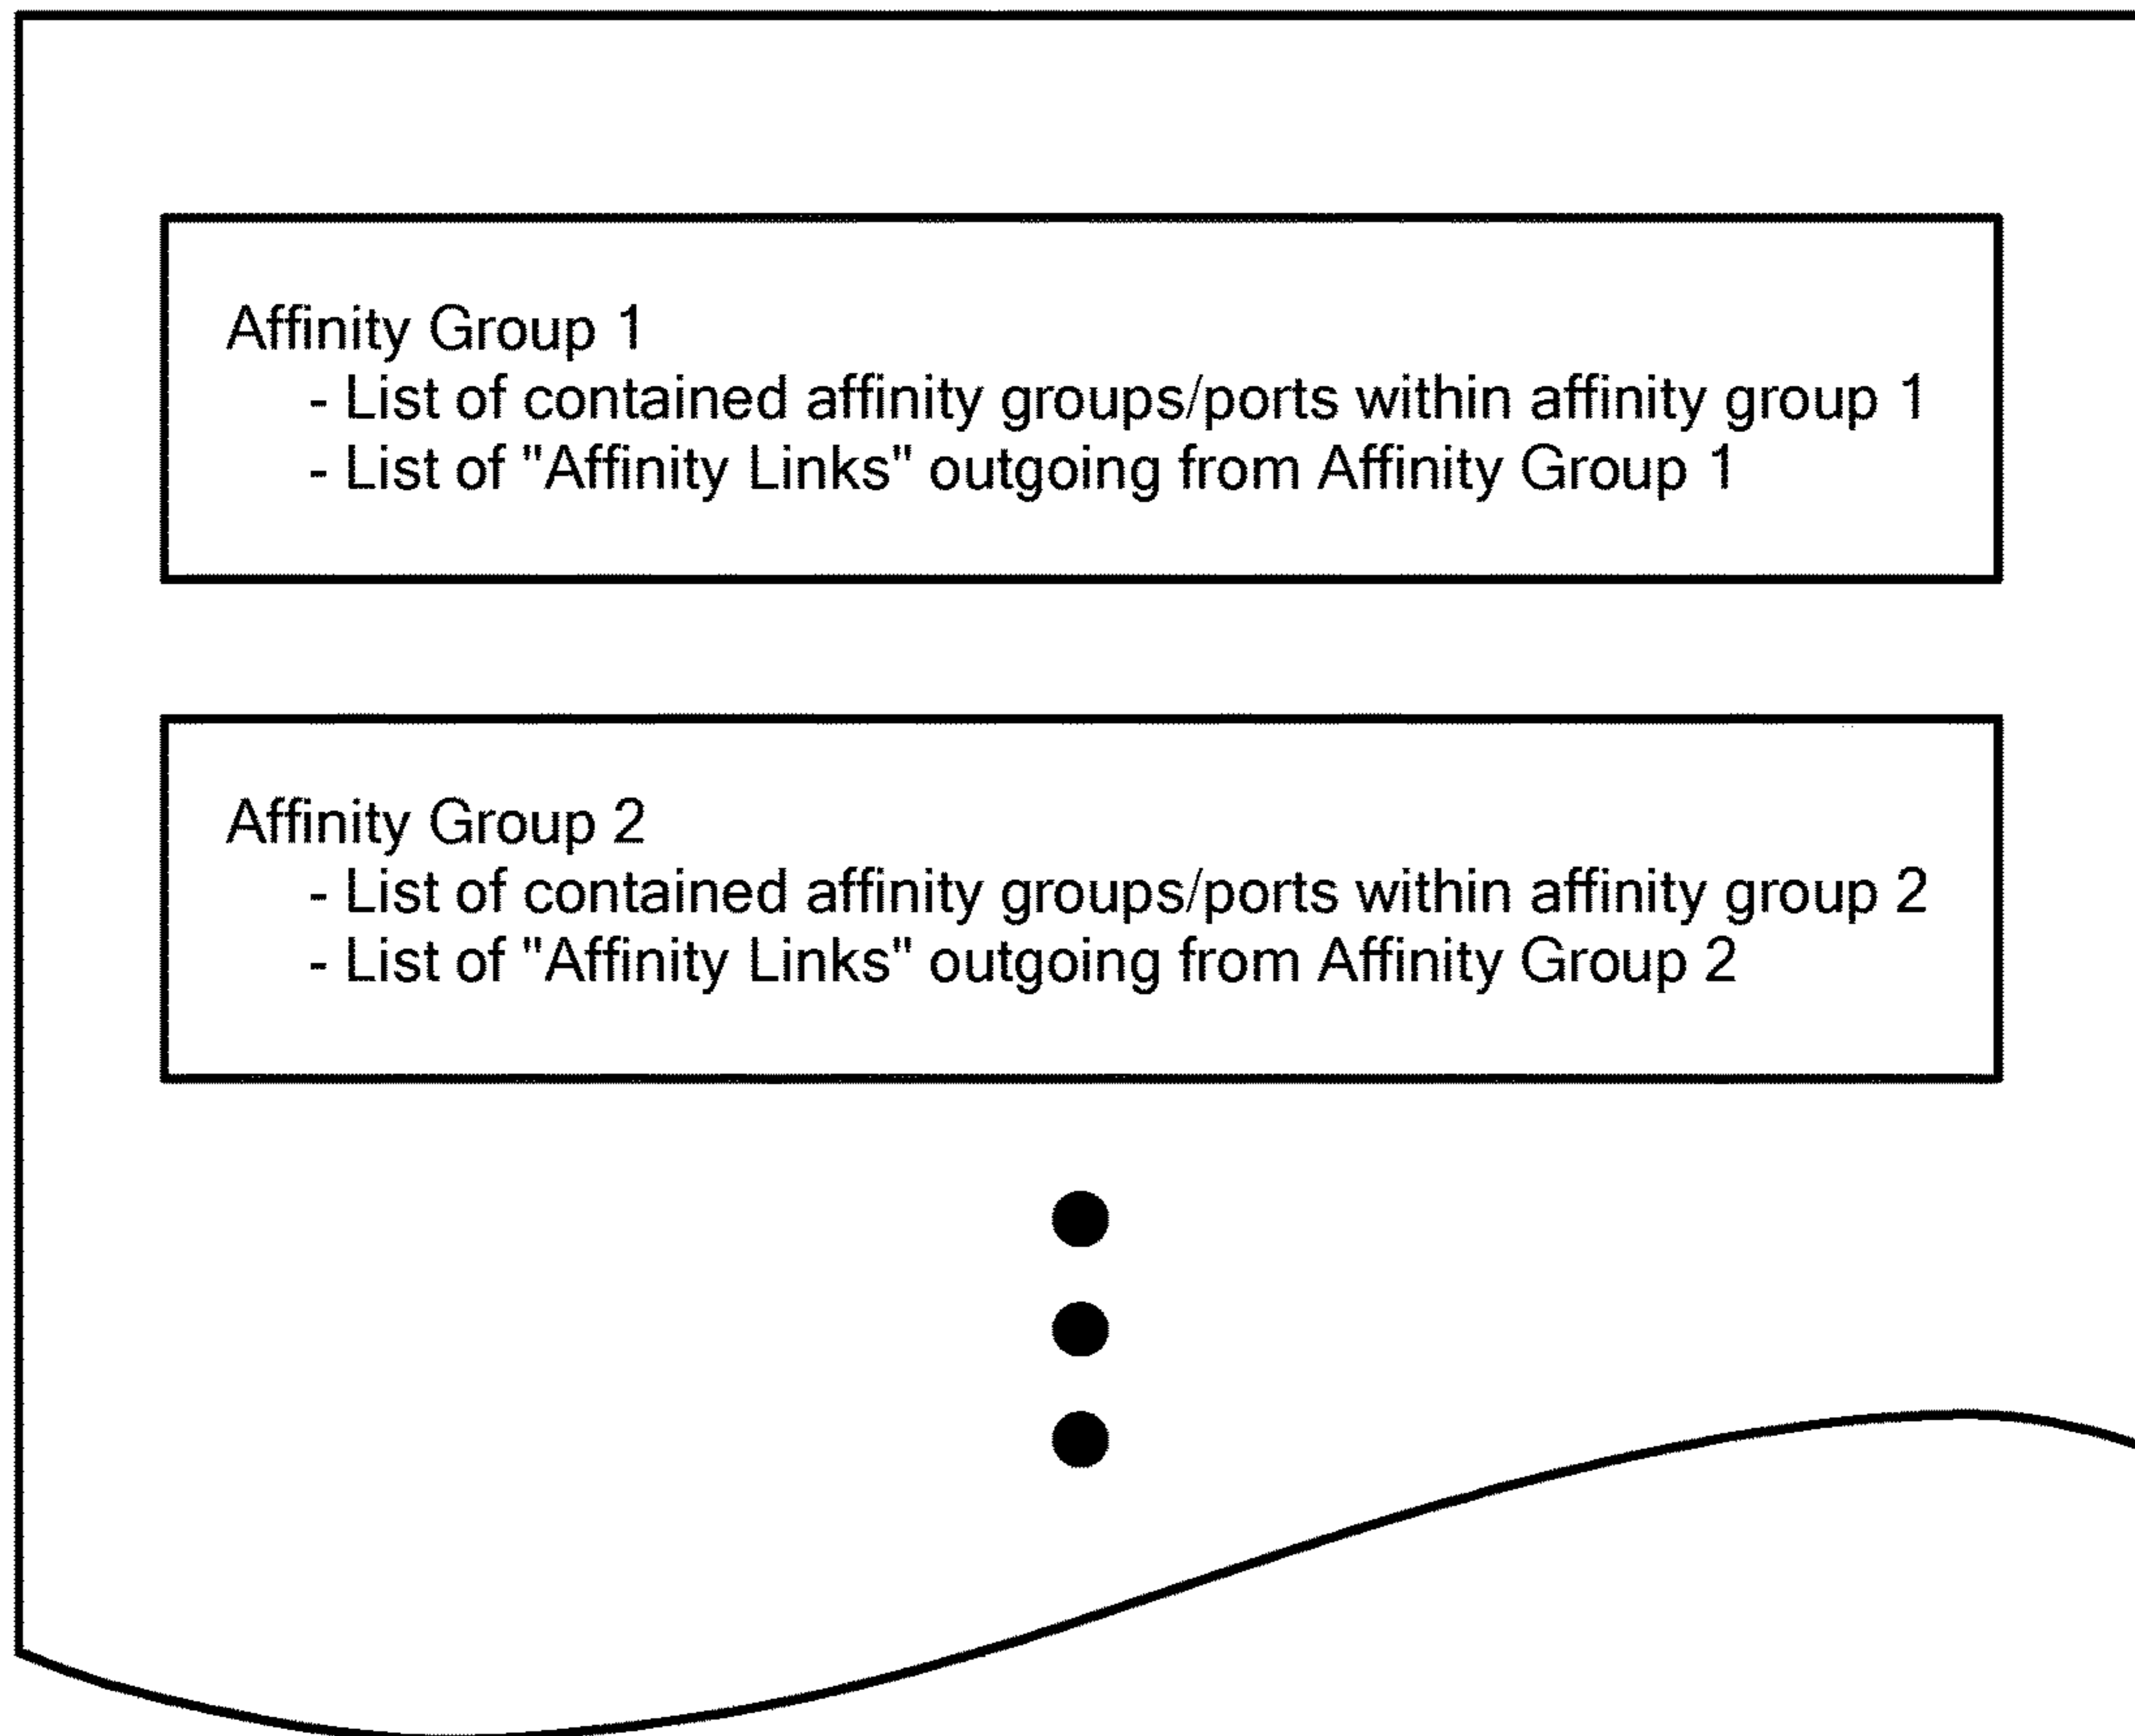 Affinity Group 1
- List of contained affinity groups/ports within affinity group 1
- List of "Affinity Links" outgoing from Affinity Group 1
Affinity Group 2
- List of contained affinity groups/ports within affinity group 2
- List of "Affinity Links" outgoing from Affinity Group 2